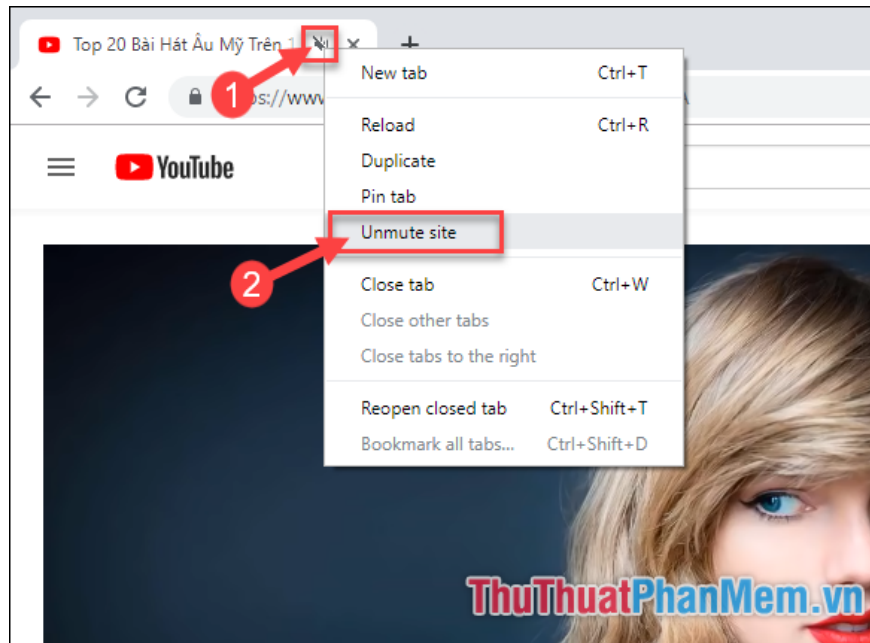 Top 20 Bài Hát Âu Mỹ Trên
1
New tab Ctrl+T
s://www
Reload Ctrl+R
YouTube
Duplicate
Pin tab
Unmute site
2
Close tab Ctrl+W
Close other tabs
Close tabs to the right
Reopen closed tab Ctrl+Shift+T
Bookmark all tabs... Ctrl+Shift+D
ThuThuatPhanMem.vn